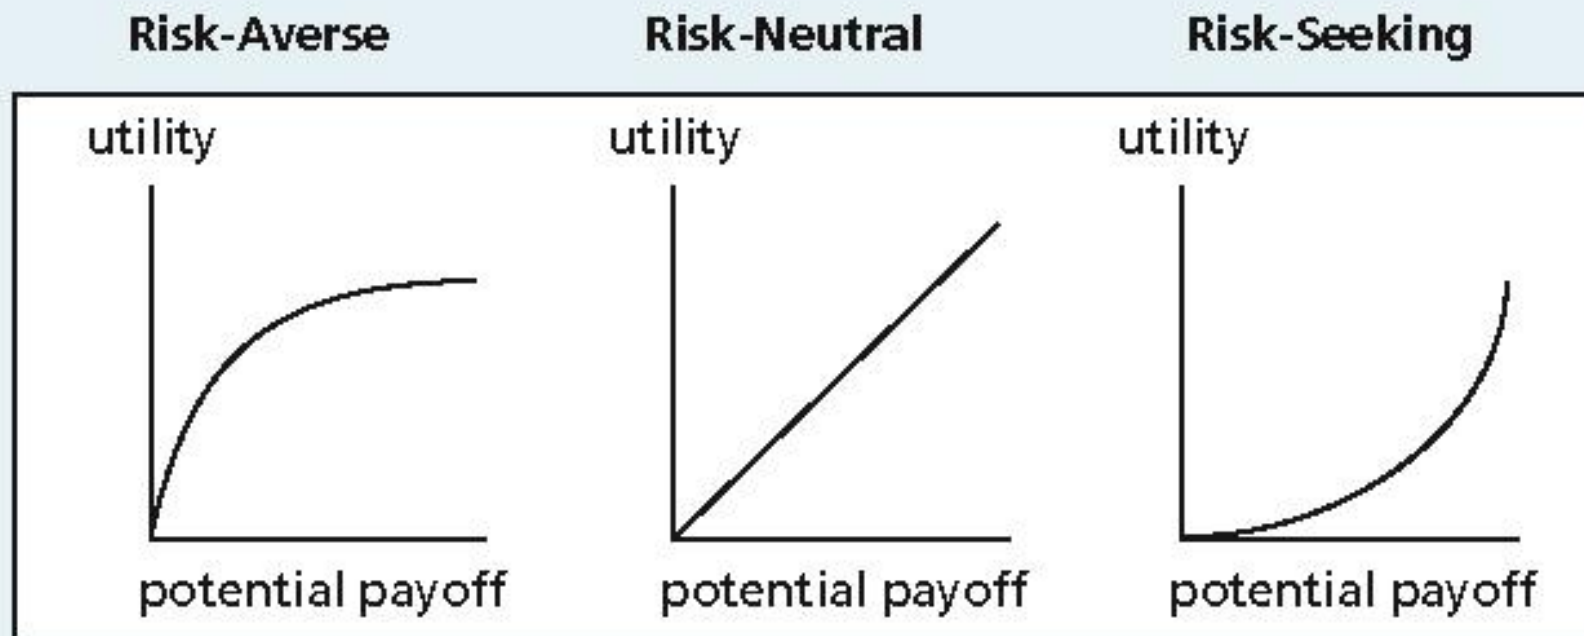 Risk-Averse Risk-Neutral Risk-Seeking
utility utility utility
potential payoff potential payoff potential payoff